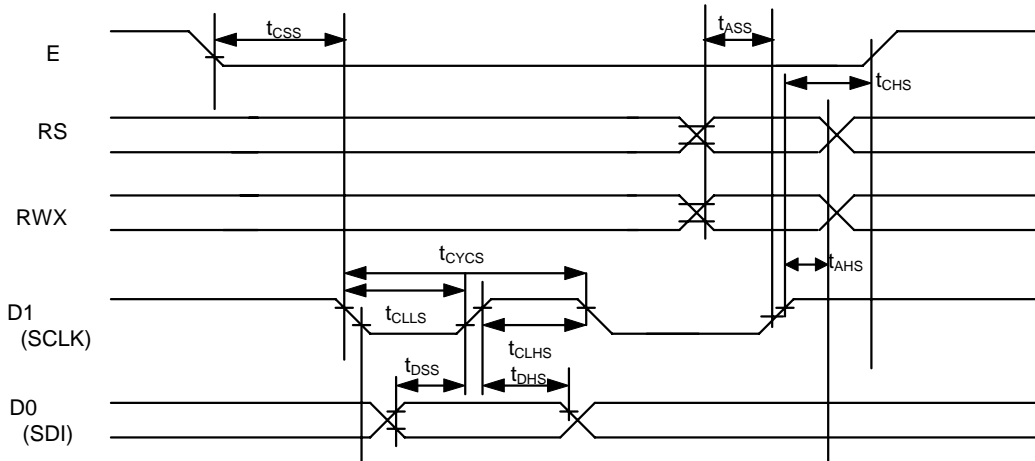 tCSS
tASS
E
tCHS
RS
RWX
tCYCS
tAHS
D1
(SCLK)
tCLLS
tCLHS
tDSS
tDHS
D0
(SDI)